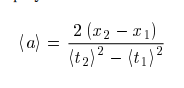 ⟨a⟩ = 2 (x₂ − x₁) / (⟨t₂⟩² − ⟨t₁⟩²)